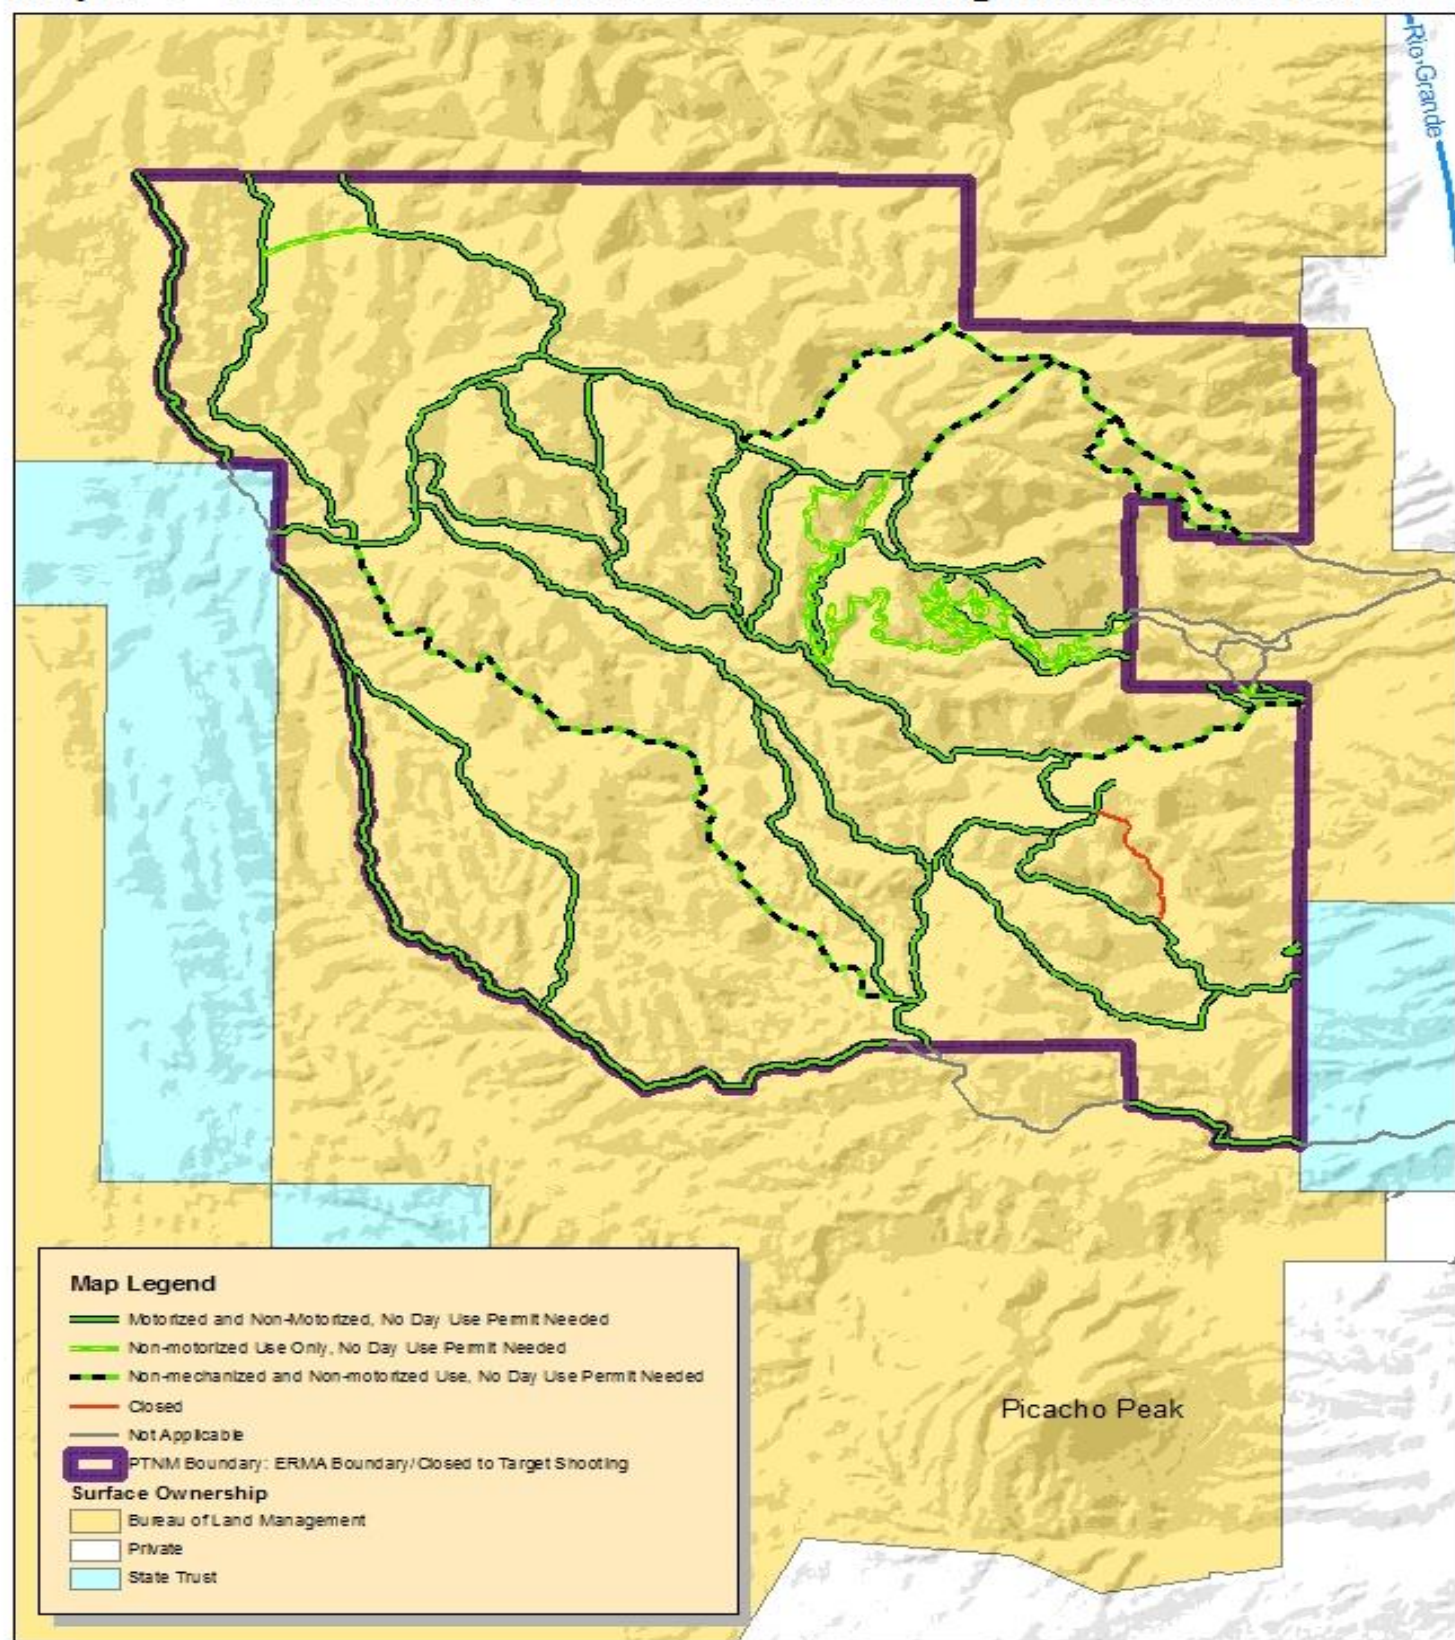 Rio Grande
Picacho Peak
Map Legend
Motorized and Non-Motorized, No Day Use Permit Needed
Non-motorized Use Only, No Day Use Permit Needed
Non-mechanized and Non-motorized Use, No Day Use Permit Needed
Closed
Not Applicable
PTNM Boundary: ERMA Boundary/Closed to Target Shooting
Surface Ownership
Bureau of Land Management
Private
State Trust